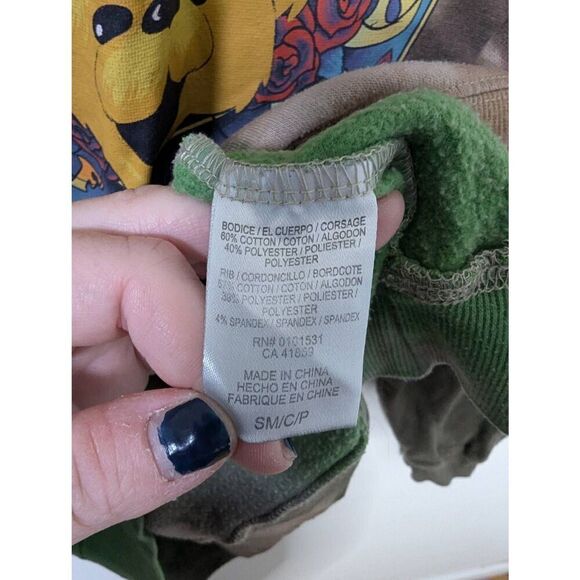 BODICE / EL CUERPO / CORSAGE
60% COTTON / COTON / ALGODON
40% POLYESTER / POLIESTER /
POLYESTER
RIB / CORDONCILLO / BORDCOTE
57% COTTON / COTON / ALGODON
39% POLYESTER / POLIESTER /
POLYESTER
4% SPANDEX / SPANDEX / SPANDEX
RN# 0101531
CA 41859
MADE IN CHINA
HECHO EN CHINA
FABRIQUE EN CHINE
SM/C/P